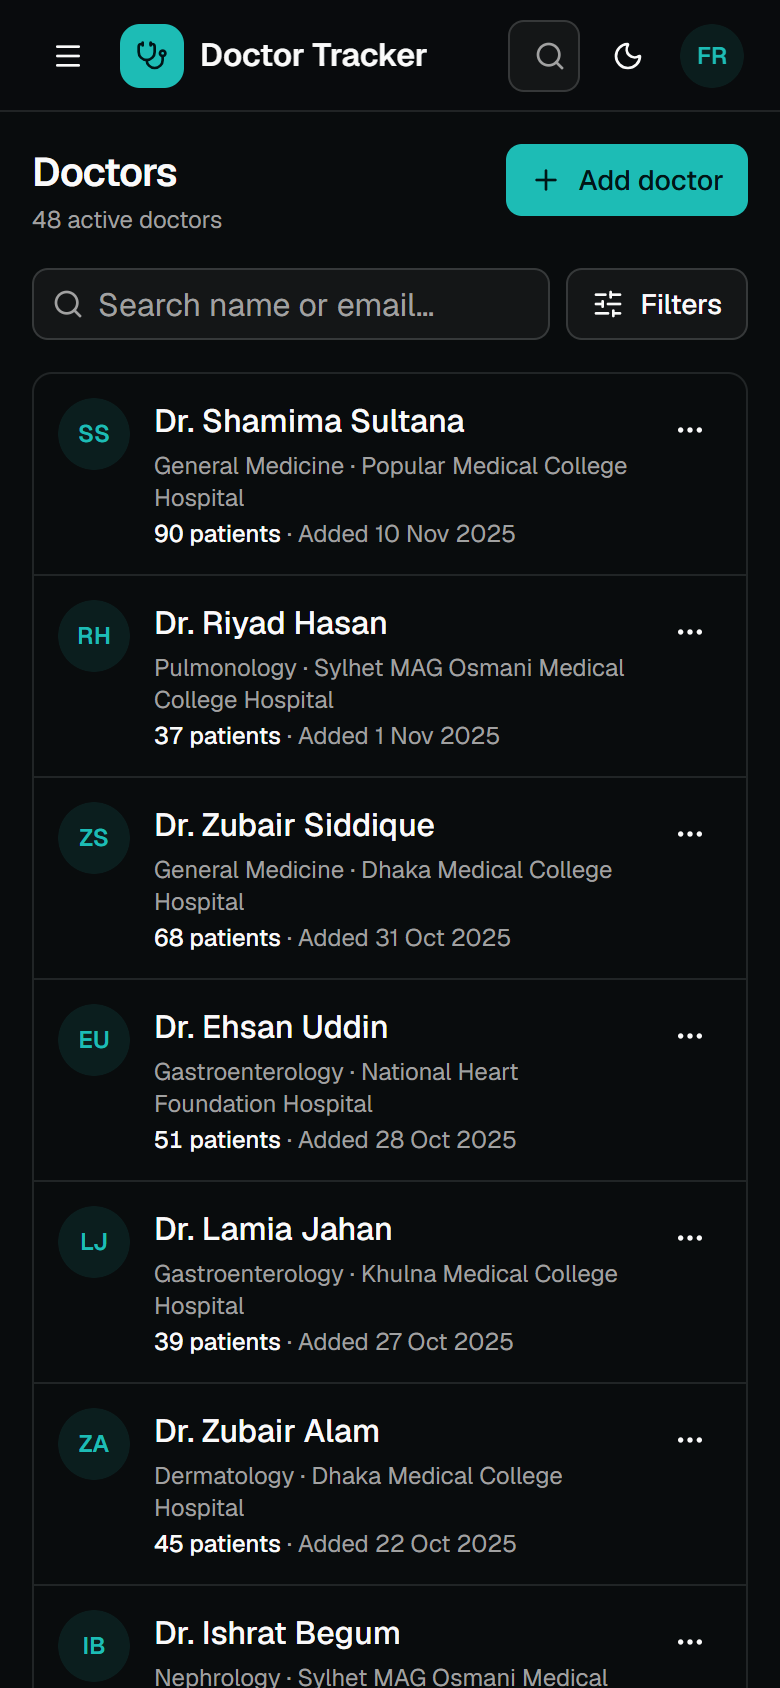 Doctor Tracker
FR
Doctors
48 active doctors
Add doctor
Search name or email...
Filters
SS
Dr. Shamima Sultana
General Medicine · Popular Medical College
Hospital
90 patients · Added 10 Nov 2025
RH
Dr. Riyad Hasan
Pulmonology · Sylhet MAG Osmani Medical
College Hospital
37 patients · Added 1 Nov 2025
ZS
Dr. Zubair Siddique
General Medicine · Dhaka Medical College
Hospital
68 patients · Added 31 Oct 2025
EU
Dr. Ehsan Uddin
Gastroenterology · National Heart
Foundation Hospital
51 patients · Added 28 Oct 2025
LJ
Dr. Lamia Jahan
Gastroenterology · Khulna Medical College
Hospital
39 patients · Added 27 Oct 2025
ZA
Dr. Zubair Alam
Dermatology · Dhaka Medical College
Hospital
45 patients · Added 22 Oct 2025
IB
Dr. Ishrat Begum
Nephrology · Sylhet MAG Osmani Medical